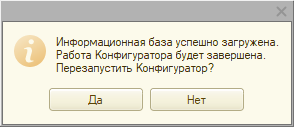 Информационная база успешно загружена.
Работа Конфигуратора будет завершена.
Перезапустить Конфигуратор?
Да
Нет